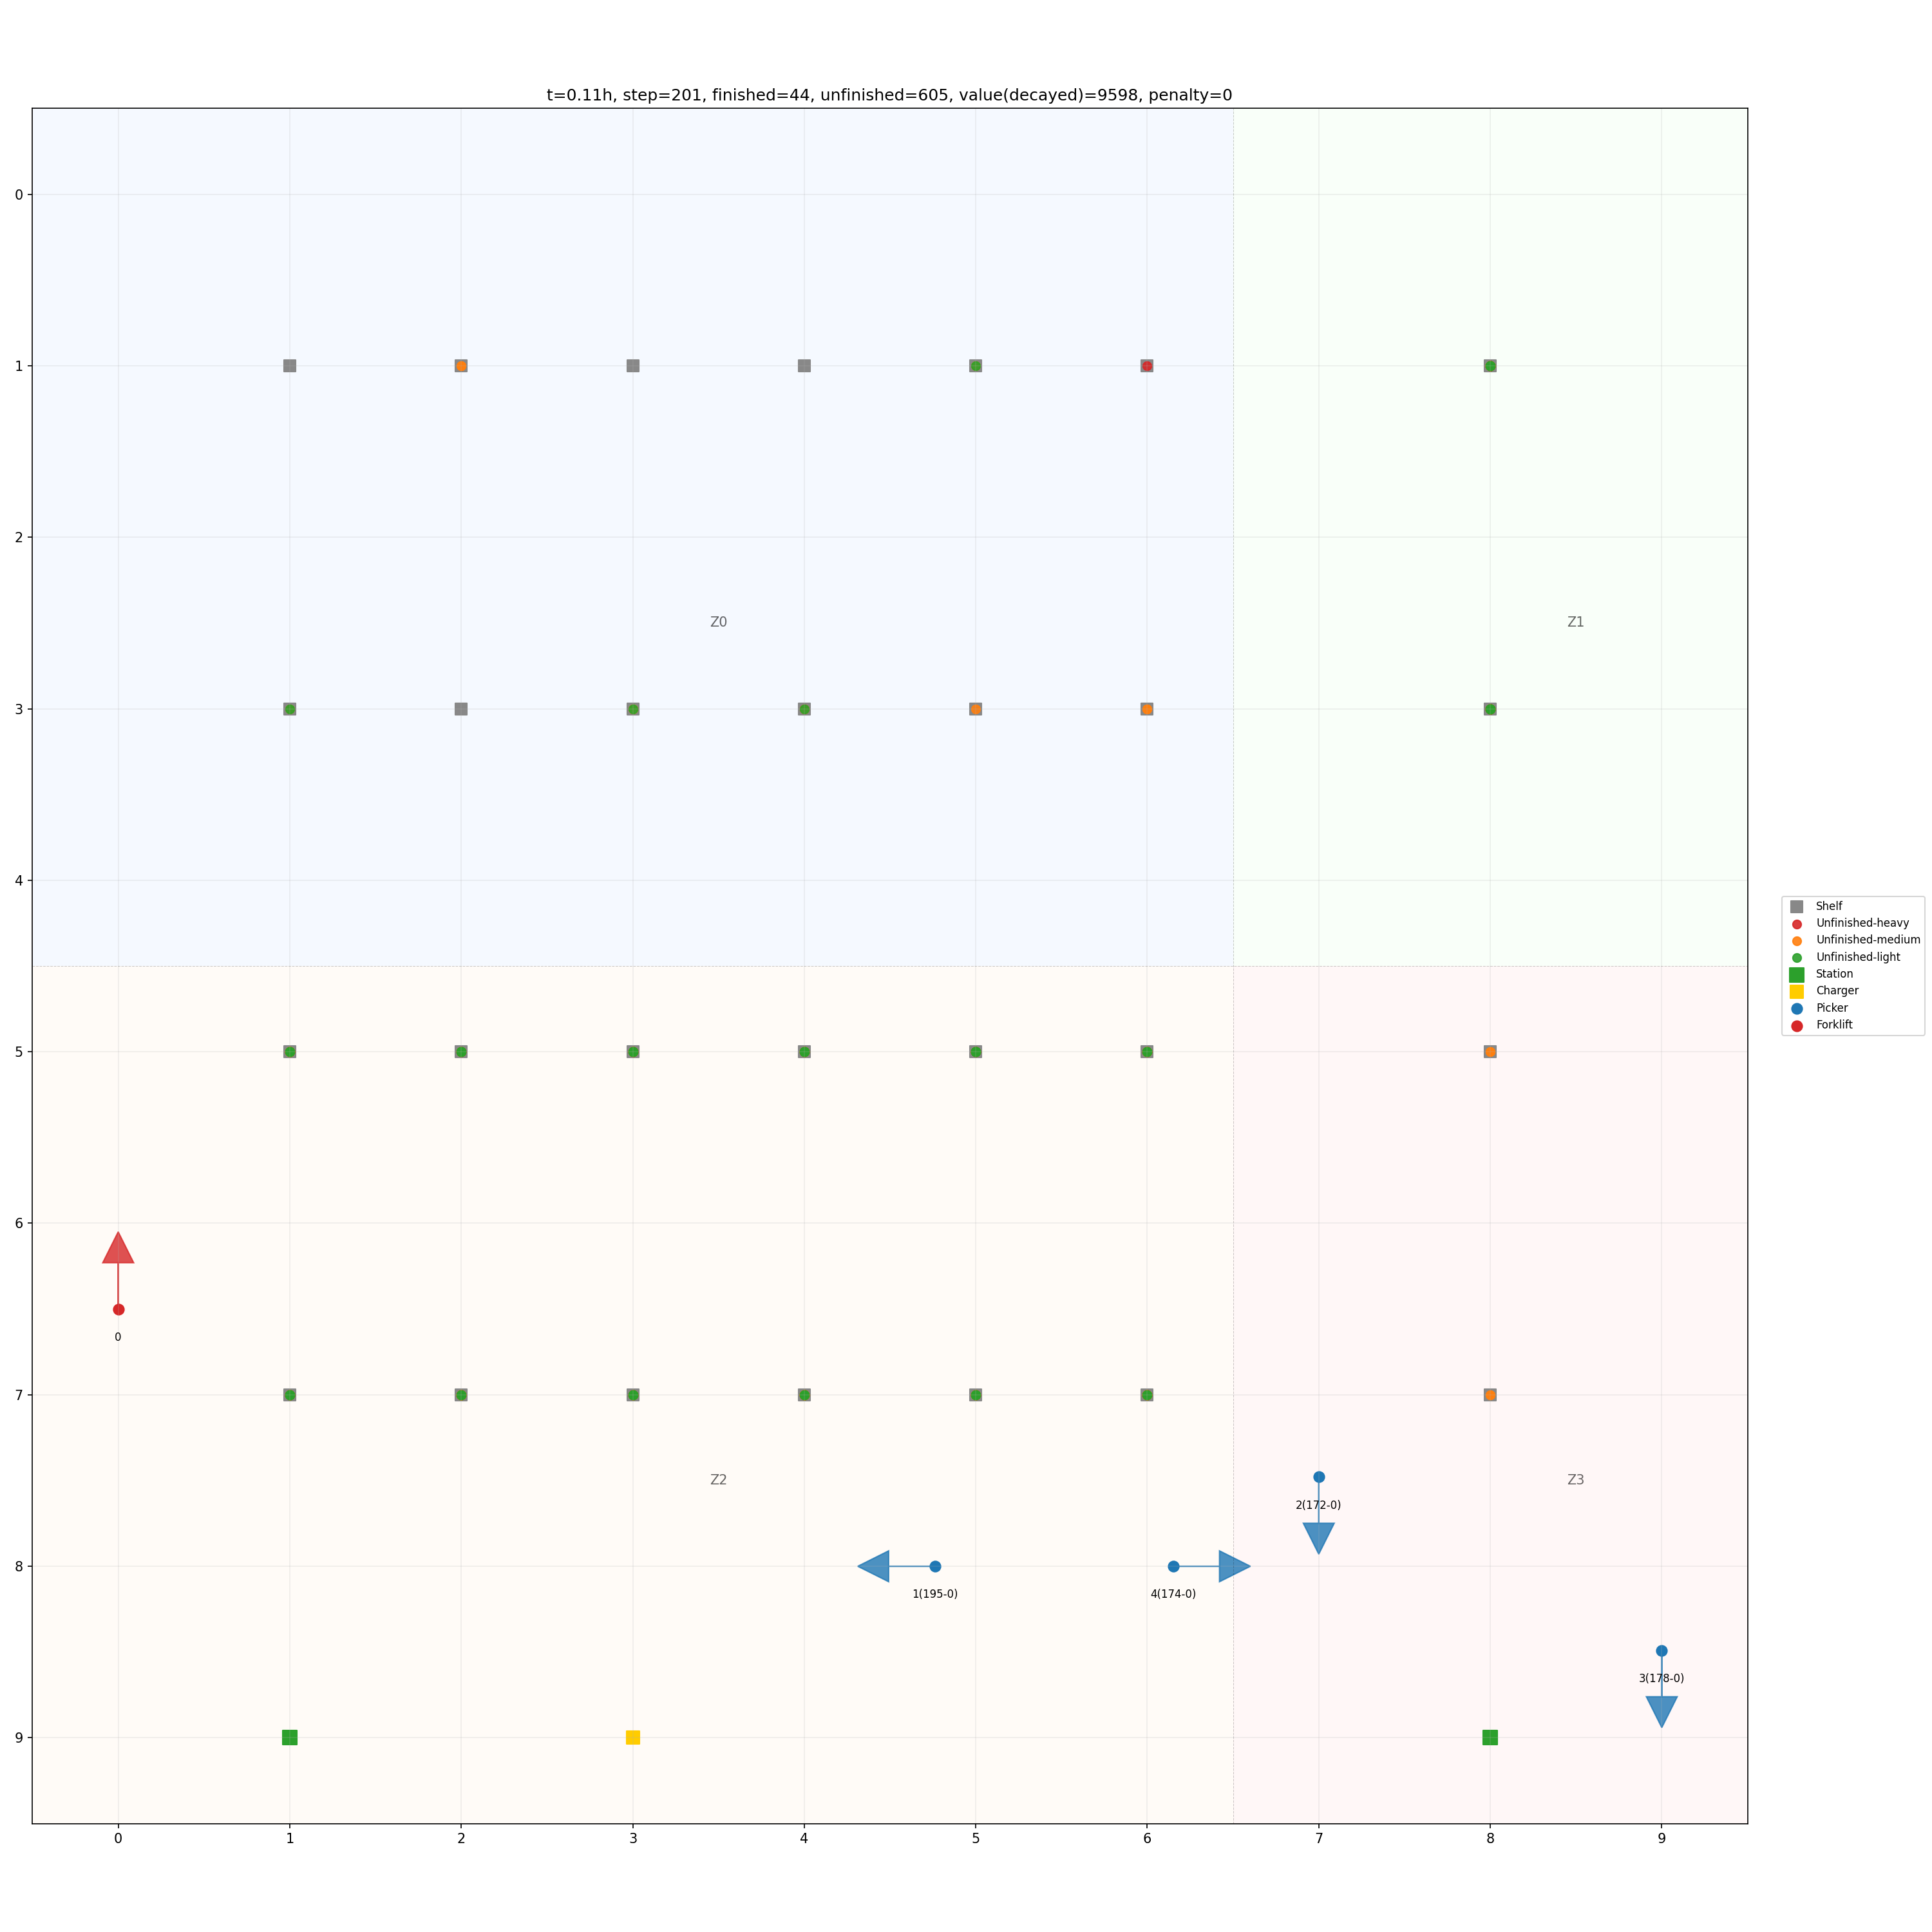 t=0.11h, step=201, finished=44, unfinished=605, value(decayed)=9598, penalty=0
0
1
2
Z0
Z1
3
4
Shelf
Unfinished-heavy
Unfinished-medium
Unfinished-light
Station
Charger
Picker
Forklift
5
6
0
7
Z2
Z3
2(172-0)
8
1(195-0)
4(174-0)
3(178-0)
9
0 1 2 3 4 5 6 7 8 9